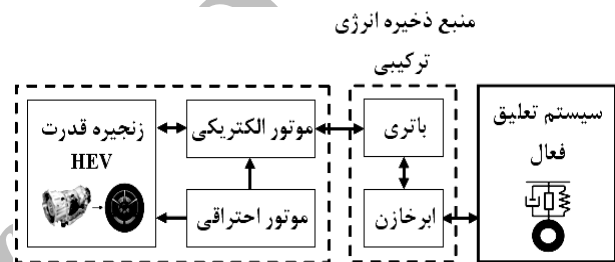 منبع ذخیره انرژی
ترکیبی
سیستم تعلیق
فعال
باتری
ابرخازن
موتور الکتریکی
موتور احتراقی
زنجیره قدرت
HEV